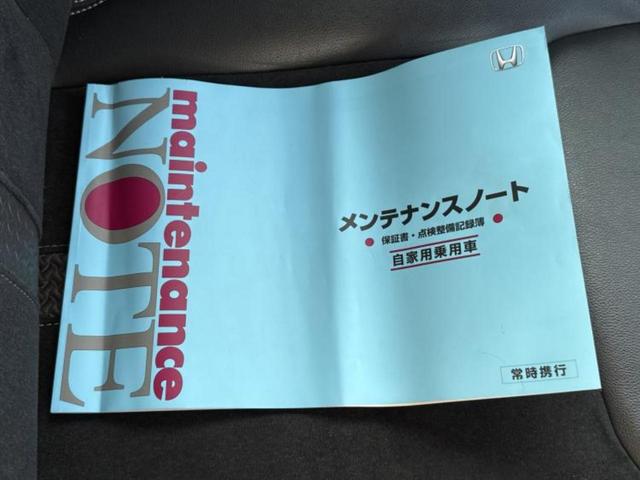 maintenance
NOTE
メンテナンスノート
保証書・点検整備記録簿
自家用乗用車
常時携行